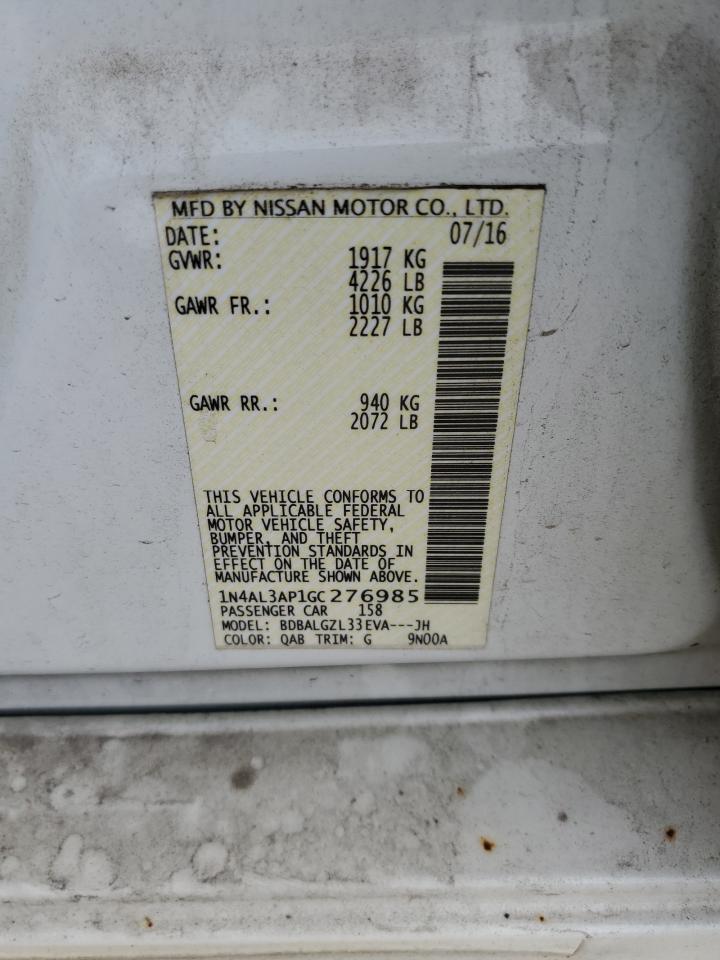 MFD BY NISSAN MOTOR CO., LTD.
DATE: 07/16
GVWR: 1917 KG
4226 LB
GAWR FR.: 1010 KG
2227 LB
GAWR RR.: 940 KG
2072 LB
THIS VEHICLE CONFORMS TO
ALL APPLICABLE FEDERAL
MOTOR VEHICLE SAFETY,
BUMPER, AND THEFT
PREVENTION STANDARDS IN
EFFECT ON THE DATE OF
MANUFACTURE SHOWN ABOVE.
1N4AL3AP1GC276985
PASSENGER CAR 158
MODEL: BDBALGZL33EVA---JH
COLOR: QAB TRIM: G 9N00A